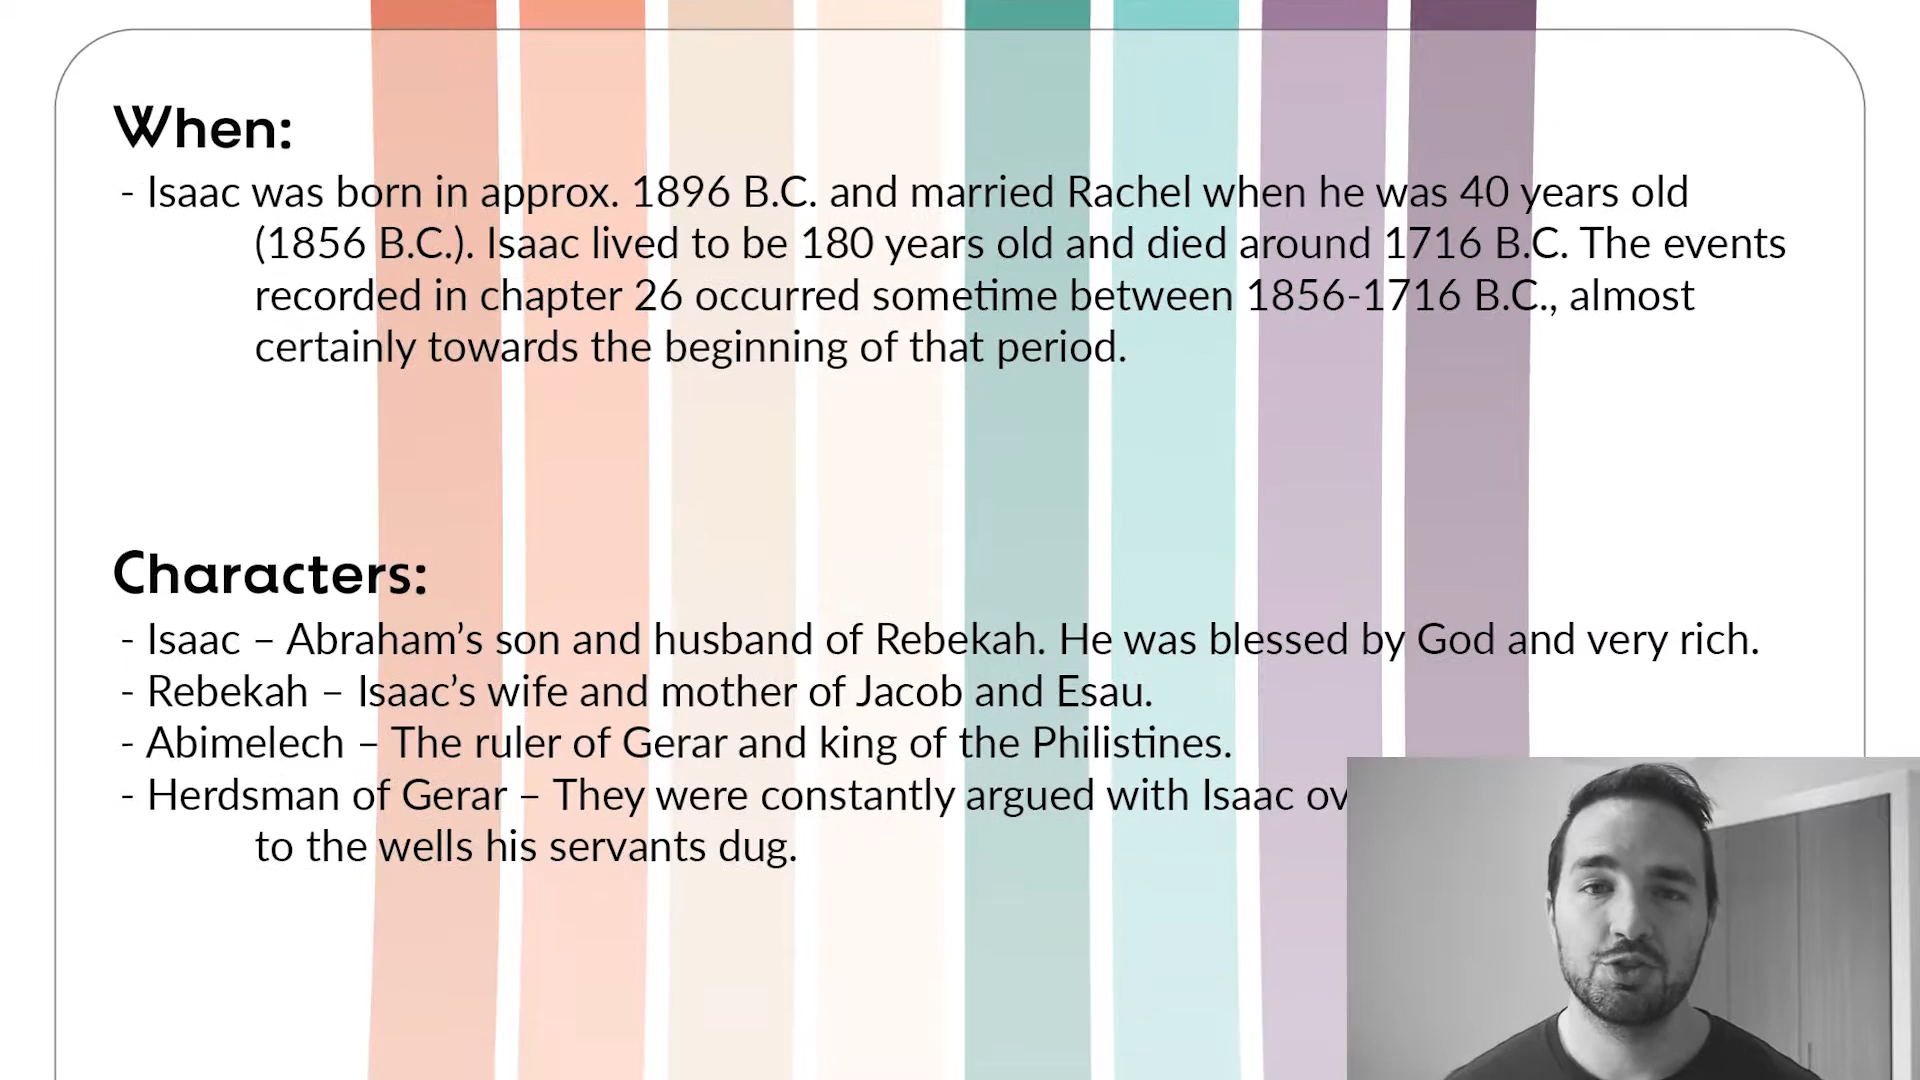 When:
- Isaac was born in approx. 1896 B.C. and married Rachel when he was 40 years old
(1856 B.C.). Isaac lived to be 180 years old and died around 1716 B.C. The events
recorded in chapter 26 occurred sometime between 1856-1716 B.C., almost
certainly towards the beginning of that period.
Characters:
- Isaac – Abraham’s son and husband of Rebekah. He was blessed by God and very rich.
- Rebekah – Isaac’s wife and mother of Jacob and Esau.
- Abimelech – The ruler of Gerar and king of the Philistines.
- Herdsman of Gerar – They were constantly argued with Isaac
to the wells his servants dug.